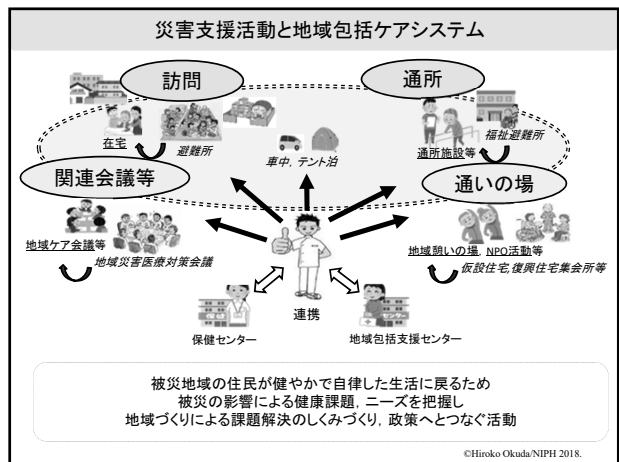 災害支援活動と地域包括ケアシステム
訪問
通所
在宅
避難所
車中, テント泊
通所施設等
福祉避難所
関連会議等
通いの場
地域ケア会議等
地域災害医療対策会議
地域憩いの場, NPO活動等
仮設住宅,復興住宅集会所等
連携
保健センター
地域包括支援センター
被災地域の住民が健やかで自律した生活に戻るため
被災の影響による健康課題, ニーズを把握し
地域づくりによる課題解決のしくみづくり, 政策へとつなぐ活動
©Hiroko Okuda/NIPH 2018.